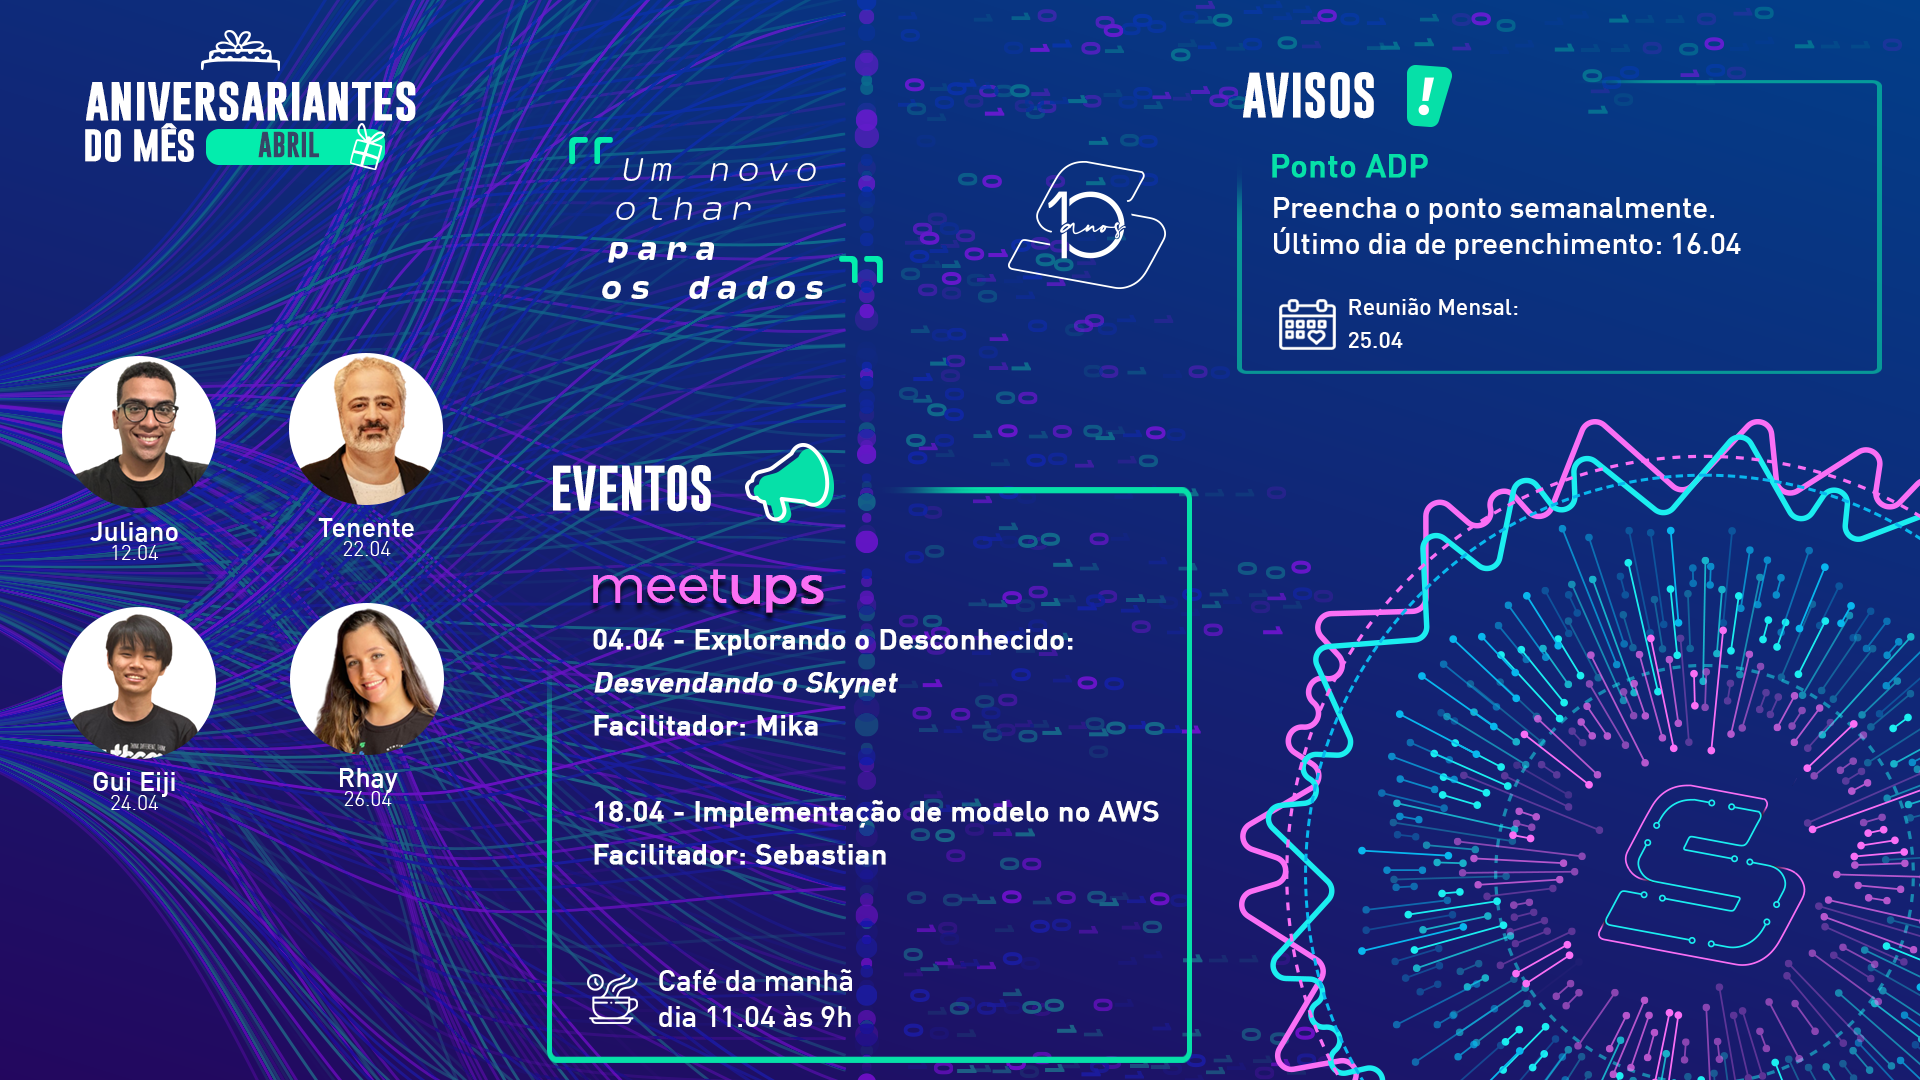 ANIVERSARIANTES
DO MÊS ABRIL
Juliano
12.04
Tenente
22.04
Gui Eiji
24.04
Rhay
26.04
Um novo
olhar
para
os dados
10
anos
EVENTOS
meetups
04.04 - Explorando o Desconhecido:
Desvendando o Skynet
Facilitador: Mika
18.04 - Implementação de modelo no AWS
Facilitador: Sebastian
Café da manhã
dia 11.04 às 9h
AVISOS !
Ponto ADP
Preencha o ponto semanalmente.
Último dia de preenchimento: 16.04
Reunião Mensal:
25.04